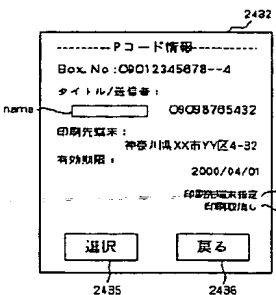 2432
Pコード情報
Box. No:09012345678--4
タイトル/送信者:
name
09098765432
印刷先端末:
神奈川県XX市YY区4-32
有効期限:
2000/04/01
印刷先端末指定
印刷取消し
選択
戻る
2435
2436